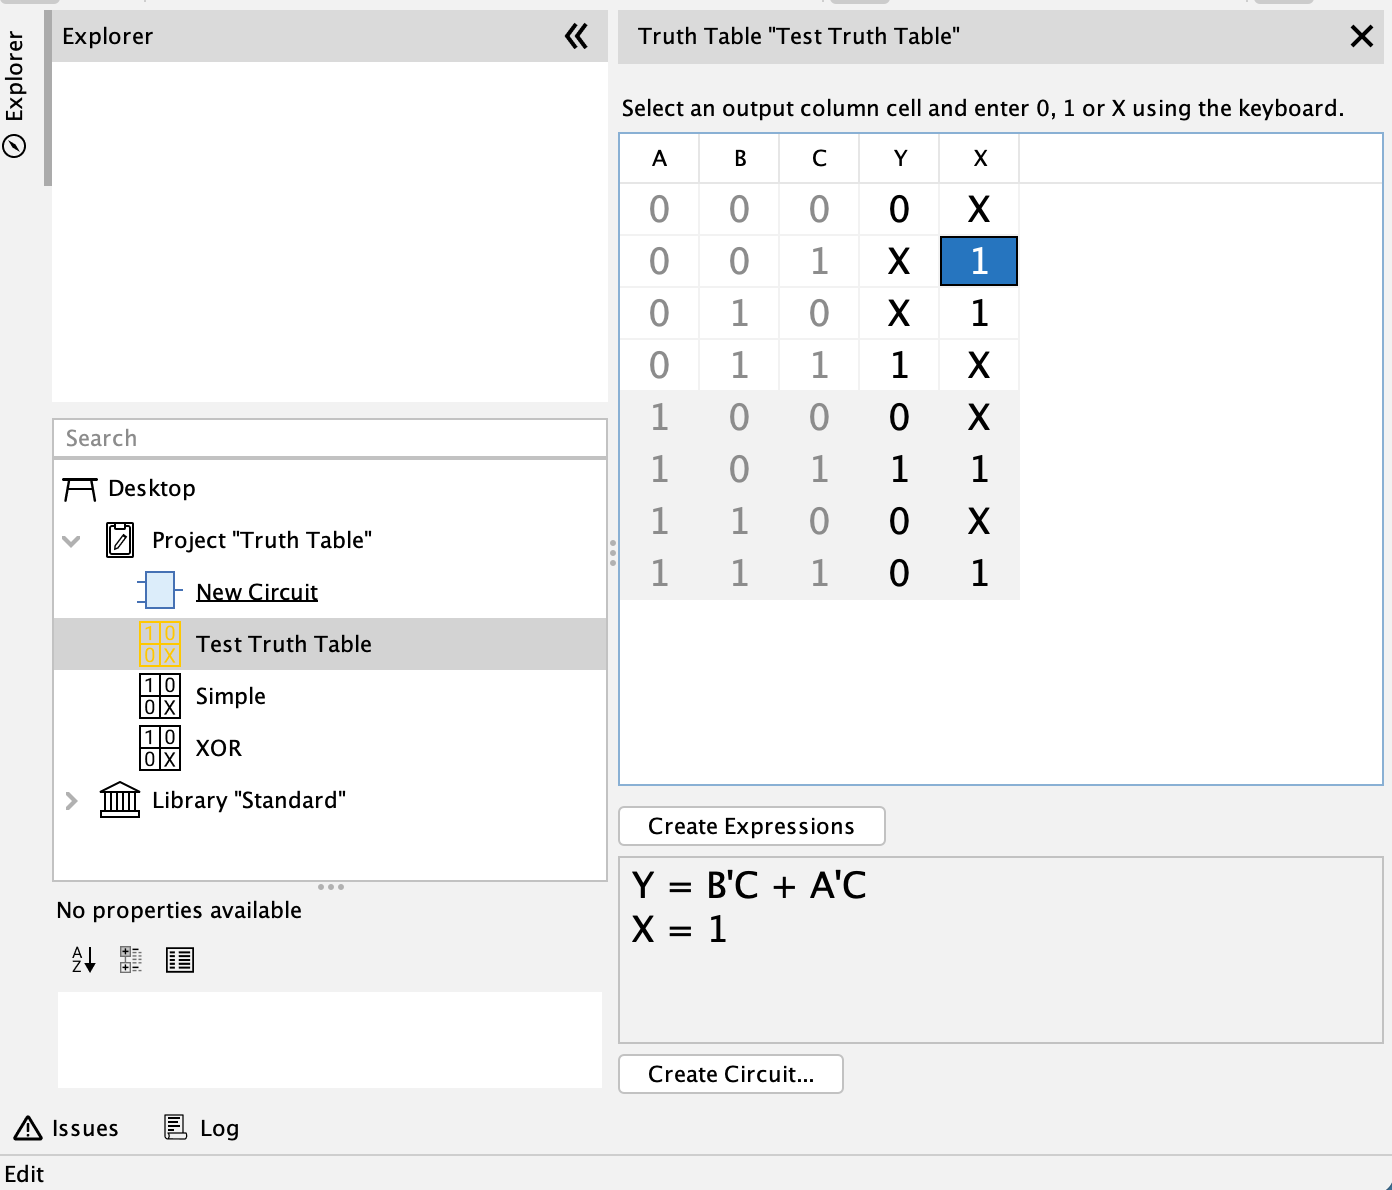 Explorer
Explorer
Search
Desktop
Project "Truth Table"
New Circuit
1 0
0 X
Test Truth Table
1 0
0 X
Simple
1 0
0 X
XOR
Library "Standard"
No properties available
A
Z
Truth Table "Test Truth Table"
Select an output column cell and enter 0, 1 or X using the keyboard.
A B C Y X
0 0 0 0 X
0 0 1 X 1
0 1 0 X 1
0 1 1 1 X
1 0 0 0 X
1 0 1 1 1
1 1 0 0 X
1 1 1 0 1
Create Expressions
Y = B'C + A'C
X = 1
Create Circuit...
Issues Log
Edit